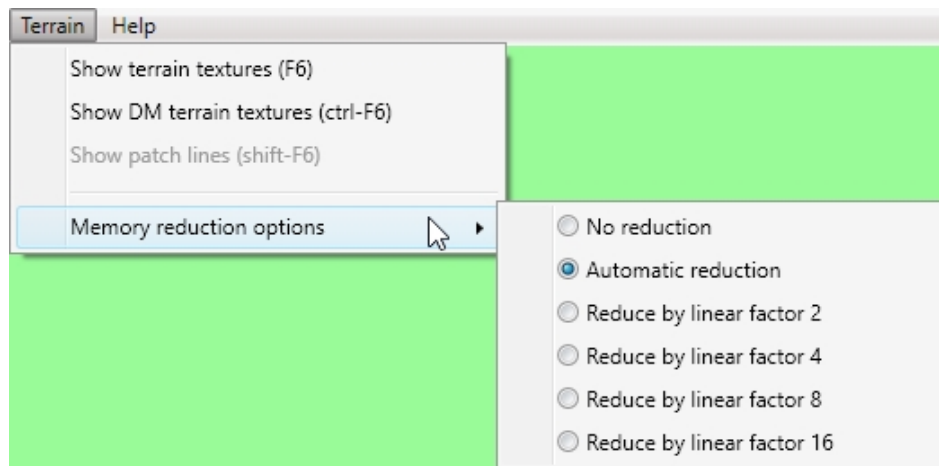 Terrain Help
Show terrain textures (F6)
Show DM terrain textures (ctrl-F6)
Show patch lines (shift-F6)
Memory reduction options
No reduction
Automatic reduction
Reduce by linear factor 2
Reduce by linear factor 4
Reduce by linear factor 8
Reduce by linear factor 16